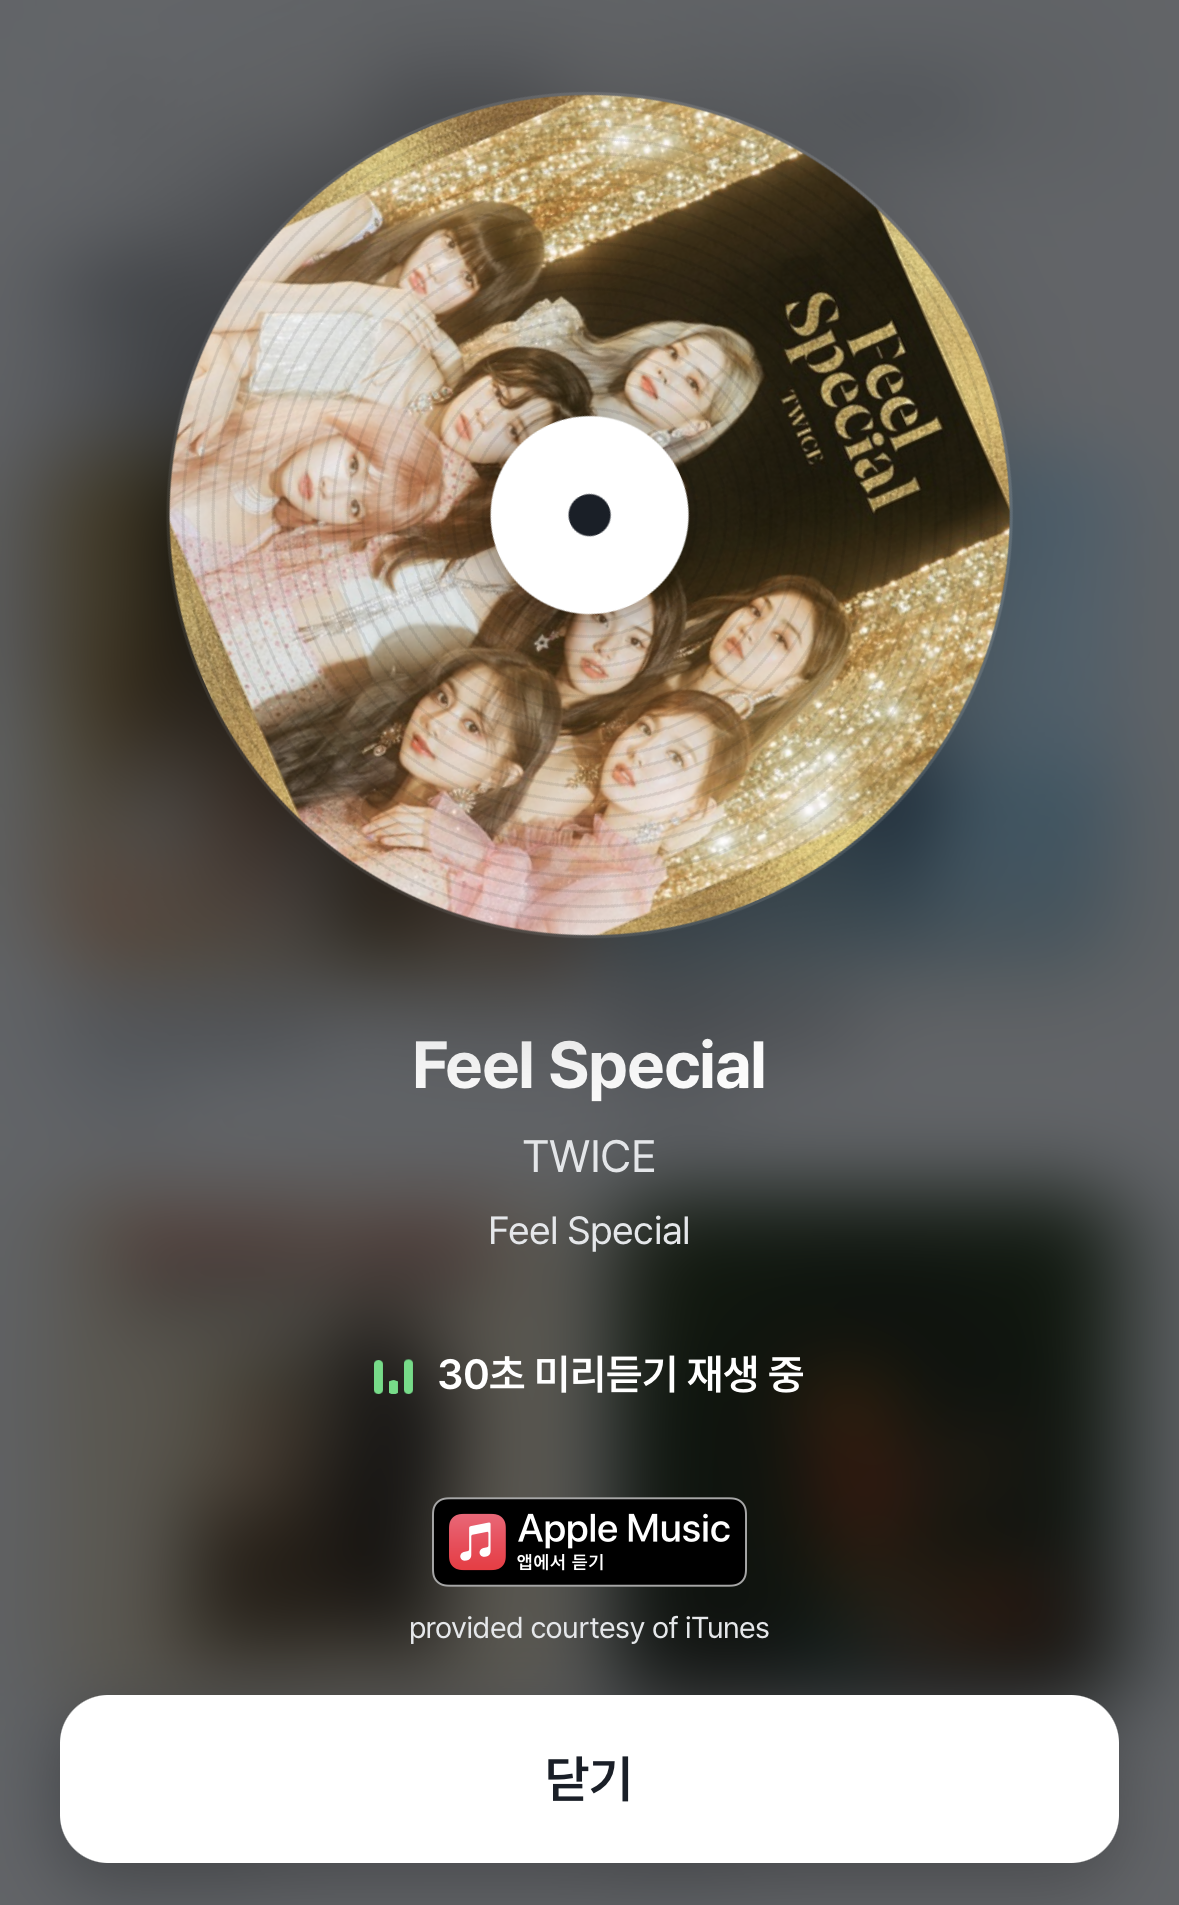 Feel
Special
TWICE
Feel Special
TWICE
Feel Special
30초 미리듣기 재생 중
Apple Music
앱에서 듣기
provided courtesy of iTunes
닫기